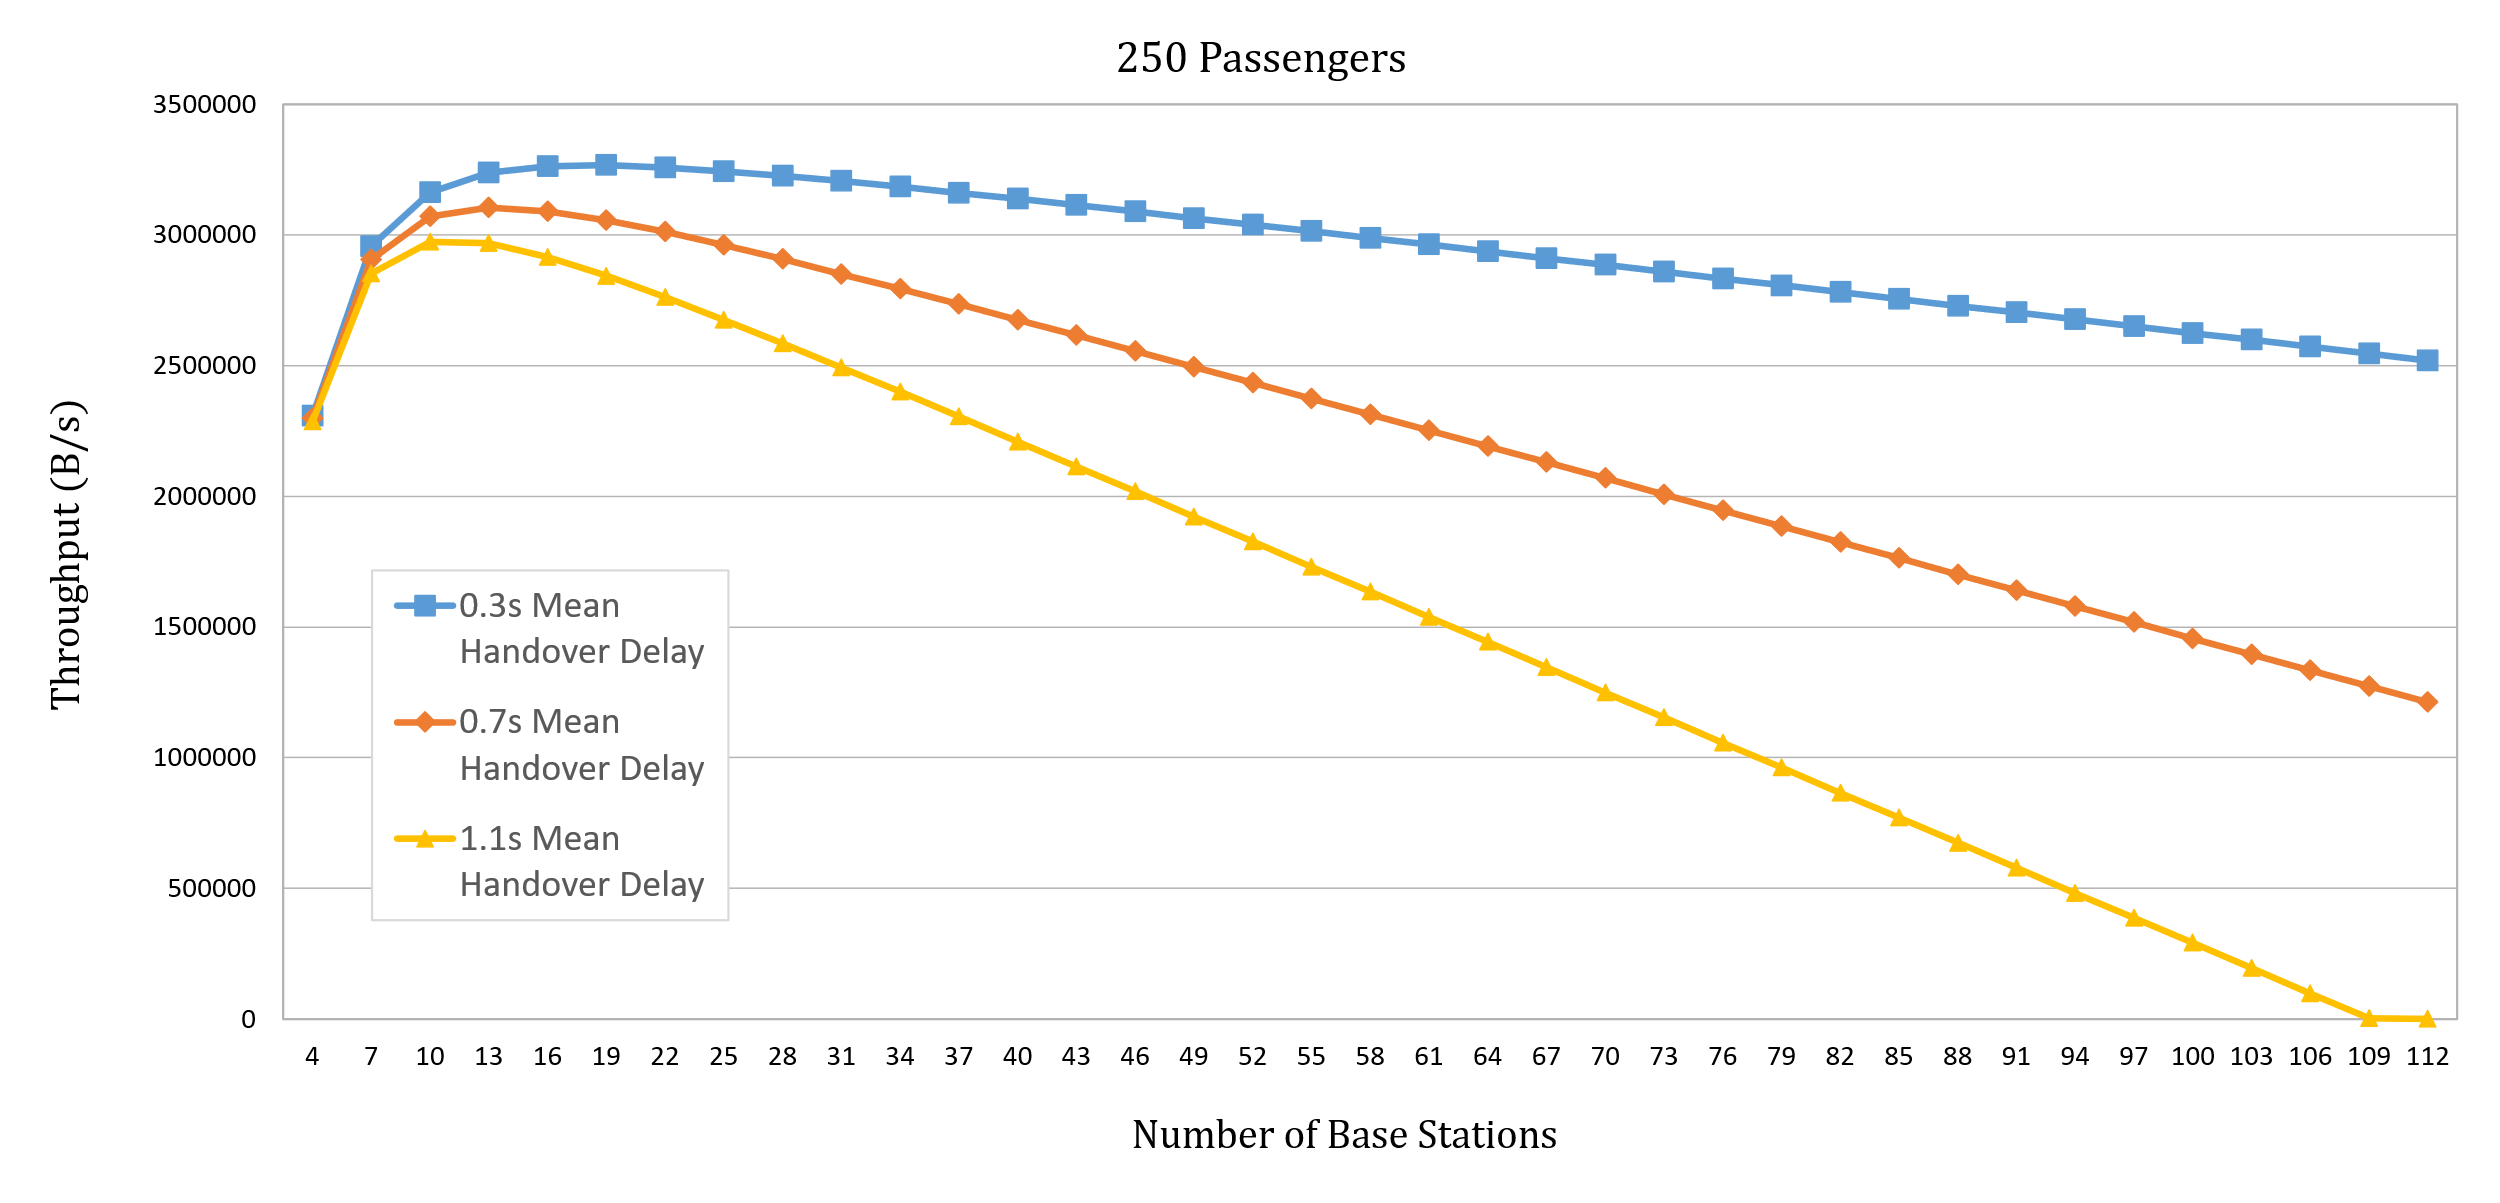 250 Passengers
3500000
3000000
2500000
2000000
1500000
1000000
500000
0
Throughput (B/s)
0.3s Mean
Handover Delay
0.7s Mean
Handover Delay
1.1s Mean
Handover Delay
4 7 10 13 16 19 22 25 28 31 34 37 40 43 46 49 52 55 58 61 64 67 70 73 76 79 82 85 88 91 94 97 100 103 106 109 112
Number of Base Stations